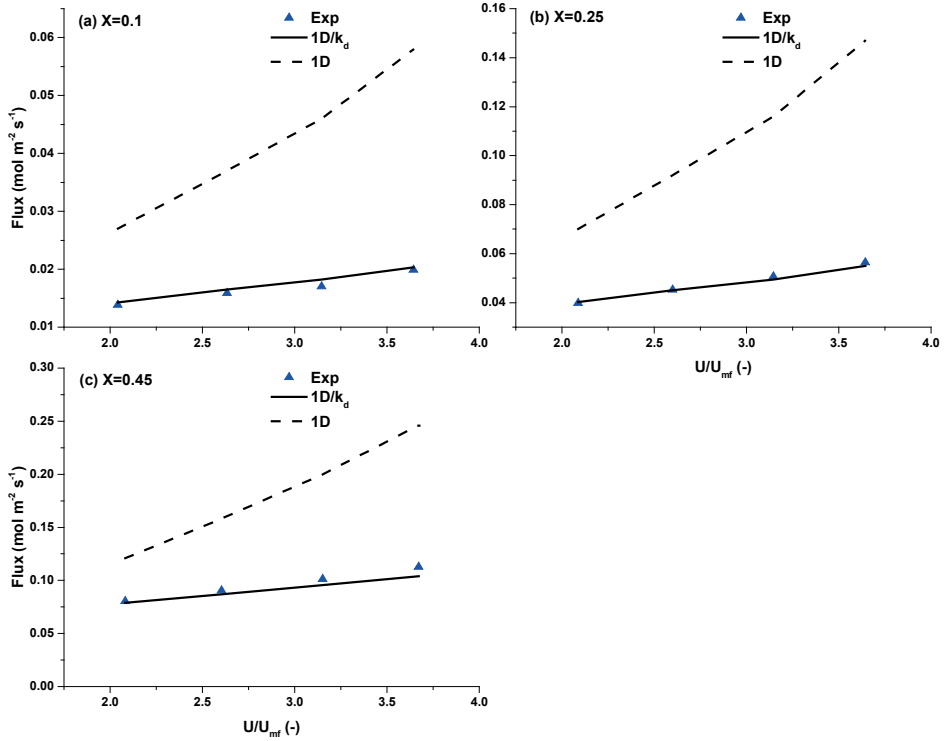 (a) X=0.1
Exp
1D/k_d
1D
Flux (mol m⁻² s⁻¹)
0.06
0.05
0.04
0.03
0.02
0.01
2.0 2.5 3.0 3.5 4.0
(b) X=0.25
Exp
1D/k_d
1D
0.16
0.14
0.12
0.10
0.08
0.06
0.04
2.0 2.5 3.0 3.5 4.0
U/U_mf (-)
(c) X=0.45
Exp
1D/k_d
1D
Flux (mol m⁻² s⁻¹)
0.30
0.25
0.20
0.15
0.10
0.05
0.00
2.0 2.5 3.0 3.5 4.0
U/U_mf (-)